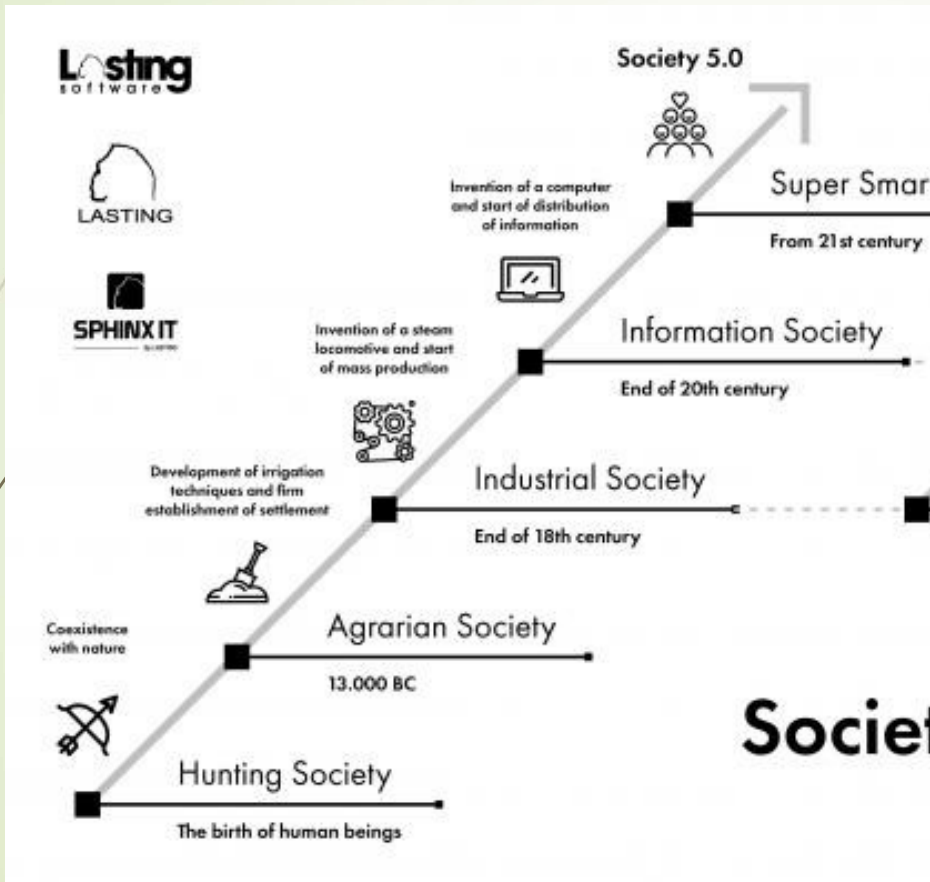 Lasting
software
LASTING
SPHINX IT
Society 5.0
Super Smar
From 21st century
Invention of a computer
and start of distribution
of information
Information Society
End of 20th century
Invention of a steam
locomotive and start
of mass production
Industrial Society
End of 18th century
Development of irrigation
techniques and firm
establishment of settlement
Agrarian Society
13.000 BC
Coexistence
with nature
Hunting Society
The birth of human beings
Societ